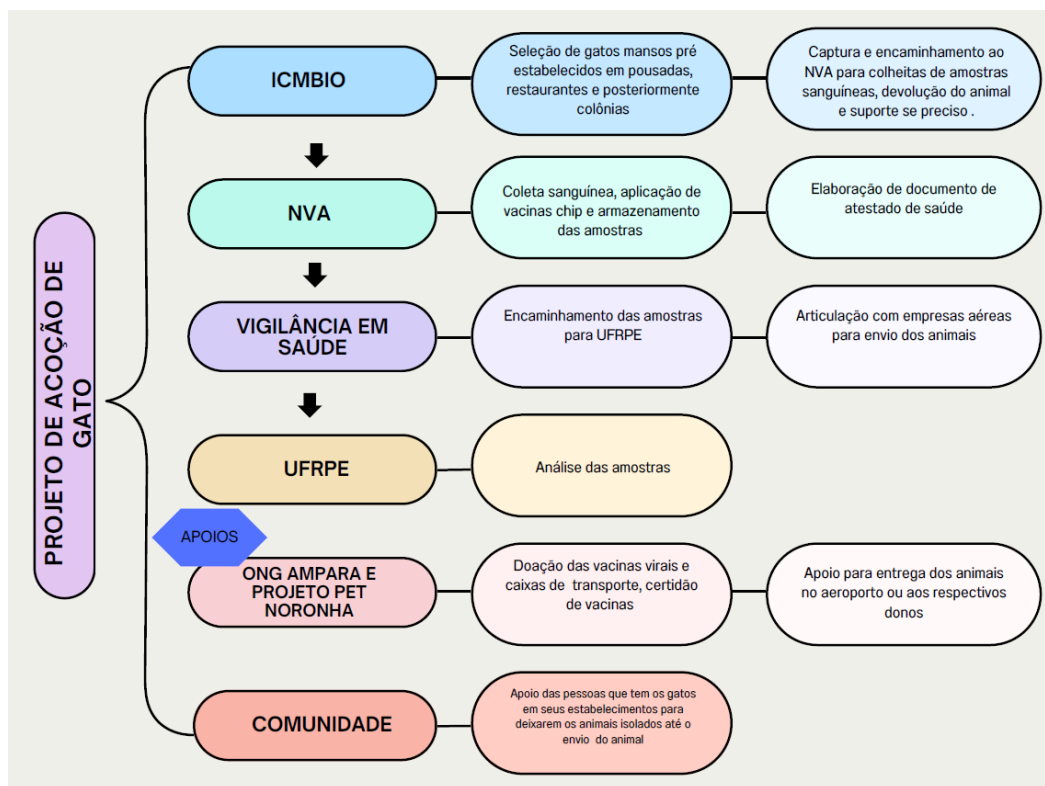 PROJETO DE ACOÇÃO DE
GATO
ICMBIO
Seleção de gatos mansos pré
estabelecidos em pousadas,
restaurantes e posteriormente
colônias
Captura e encaminhamento ao
NVA para colheitas de amostras
sanguíneas, devolução do animal
e suporte se preciso .
NVA
Coleta sanguínea, aplicação de
vacinas chip e armazenamento
das amostras
Elaboração de documento de
atestado de saúde
VIGILÂNCIA EM
SAÚDE
Encaminhamento das amostras
para UFRPE
Articulação com empresas aéreas
para envio dos animais
UFRPE
Análise das amostras
APOIOS
ONG AMPARA E
PROJETO PET
NORONHA
Doação das vacinas virais e
caixas de transporte, certidão
de vacinas
Apoio para entrega dos animais
no aeroporto ou aos respectivos
donos
COMUNIDADE
Apoio das pessoas que tem os gatos
em seus estabelecimentos para
deixarem os animais isolados até o
envio do animal